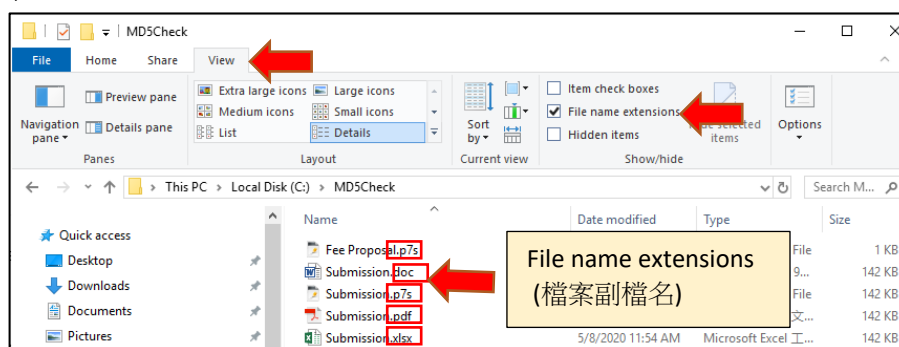 MD5Check
File Home Share View
Preview pane Extra large icons Large icons Item check boxes
Navigation pane Details pane Medium icons Small icons Sort by File name extensions selected items Options
List Details Hidden items
Panes Layout Current view Show/hide
This PC > Local Disk (C:) > MD5Check Search M...
Name Date modified Type Size
Quick access
Fee Proposal.p7s File 1 KB
Desktop Submission.doc 9... 142 KB
Downloads Submission.p7s File 142 KB
Documents Submission.pdf 文... 142 KB
Pictures Submission.xlsx 5/8/2020 11:54 AM Microsoft Excel 工... 142 KB
File name extensions
(檔案副檔名)